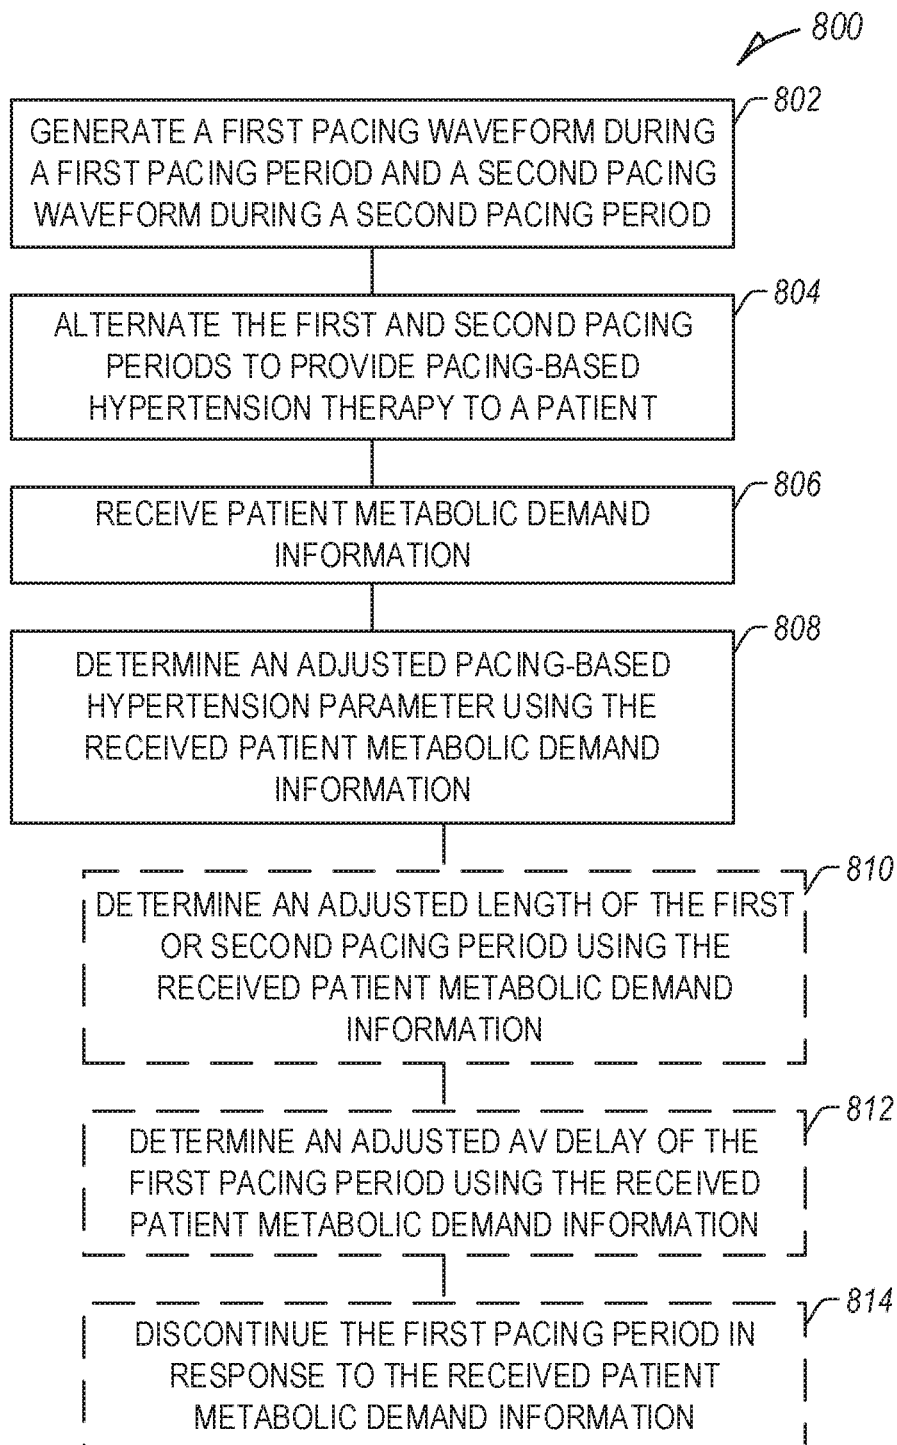 800
802
GENERATE A FIRST PACING WAVEFORM DURING
A FIRST PACING PERIOD AND A SECOND PACING
WAVEFORM DURING A SECOND PACING PERIOD
804
ALTERNATE THE FIRST AND SECOND PACING
PERIODS TO PROVIDE PACING-BASED
HYPERTENSION THERAPY TO A PATIENT
806
RECEIVE PATIENT METABOLIC DEMAND
INFORMATION
808
DETERMINE AN ADJUSTED PACING-BASED
HYPERTENSION PARAMETER USING THE
RECEIVED PATIENT METABOLIC DEMAND
INFORMATION
810
DETERMINE AN ADJUSTED LENGTH OF THE FIRST
OR SECOND PACING PERIOD USING THE
RECEIVED PATIENT METABOLIC DEMAND
INFORMATION
812
DETERMINE AN ADJUSTED AV DELAY OF THE
FIRST PACING PERIOD USING THE RECEIVED
PATIENT METABOLIC DEMAND INFORMATION
814
DISCONTINUE THE FIRST PACING PERIOD IN
RESPONSE TO THE RECEIVED PATIENT
METABOLIC DEMAND INFORMATION